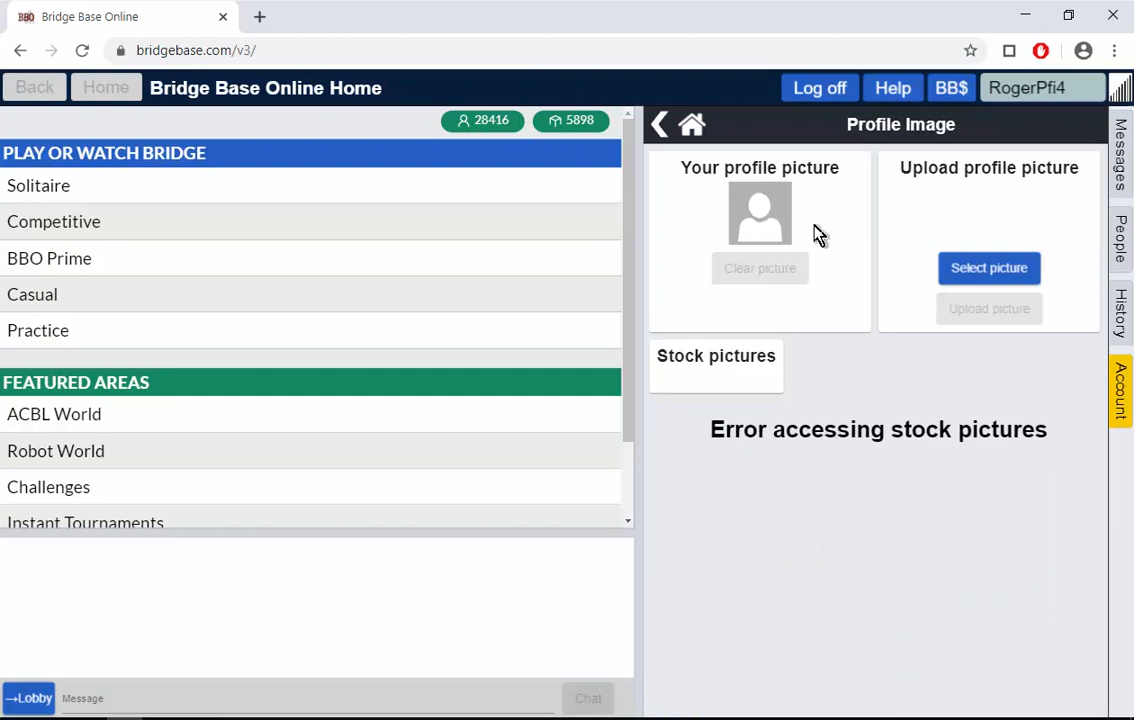 BBO Bridge Base Online
bridgebase.com/v3/
Back Home Bridge Base Online Home Log off Help BB$ RogerPfi4
28416 5898
PLAY OR WATCH BRIDGE
Solitaire
Competitive
BBO Prime
Casual
Practice
FEATURED AREAS
ACBL World
Robot World
Challenges
Instant Tournaments
→Lobby Message Chat
Profile Image
Your profile picture
Clear picture
Upload profile picture
Select picture
Upload picture
Stock pictures
Error accessing stock pictures
Messages
People
History
Account